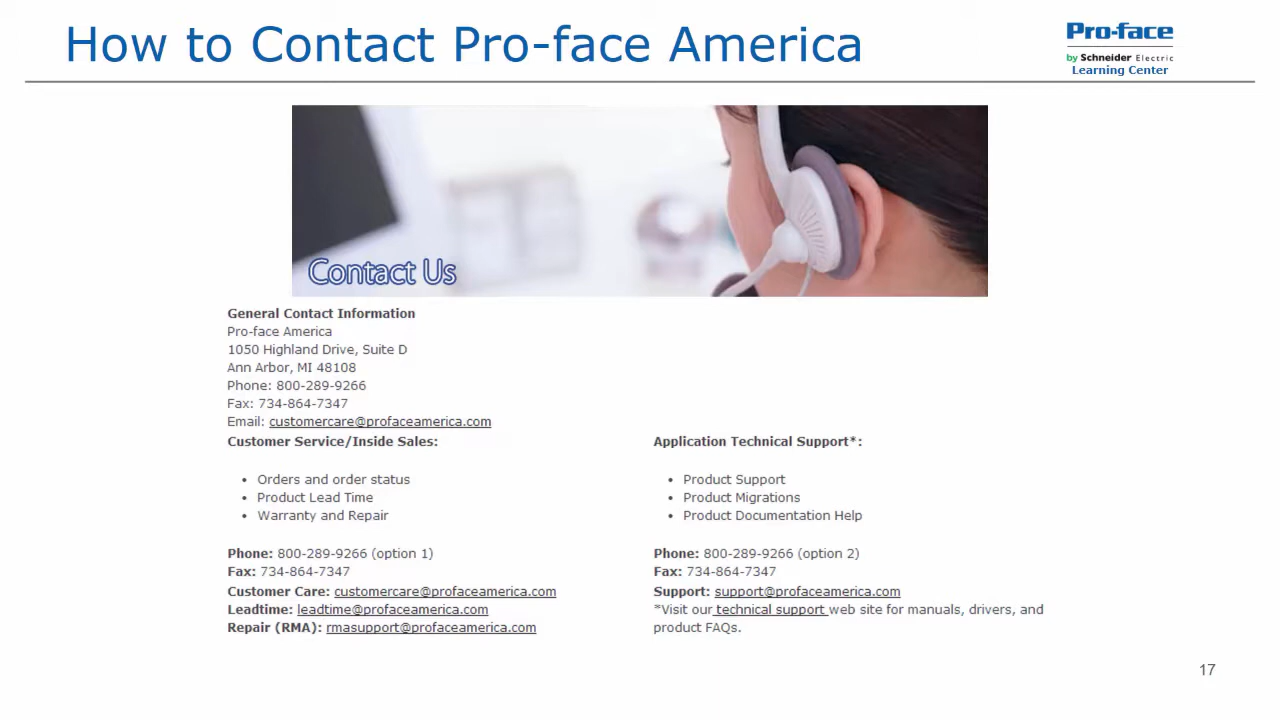 How to Contact Pro-face America
Pro-face
by Schneider Electric
Learning Center
Contact Us
General Contact Information
Pro-face America
1050 Highland Drive, Suite D
Ann Arbor, MI 48108
Phone: 800-289-9266
Fax: 734-864-7347
Email: customercare@profaceamerica.com
Customer Service/Inside Sales:
• Orders and order status
• Product Lead Time
• Warranty and Repair
Phone: 800-289-9266 (option 1)
Fax: 734-864-7347
Customer Care: customercare@profaceamerica.com
Leadtime: leadtime@profaceamerica.com
Repair (RMA): rmasupport@profaceamerica.com
Application Technical Support*:
• Product Support
• Product Migrations
• Product Documentation Help
Phone: 800-289-9266 (option 2)
Fax: 734-864-7347
Support: support@profaceamerica.com
*Visit our technical support web site for manuals, drivers, and
product FAQs.
17